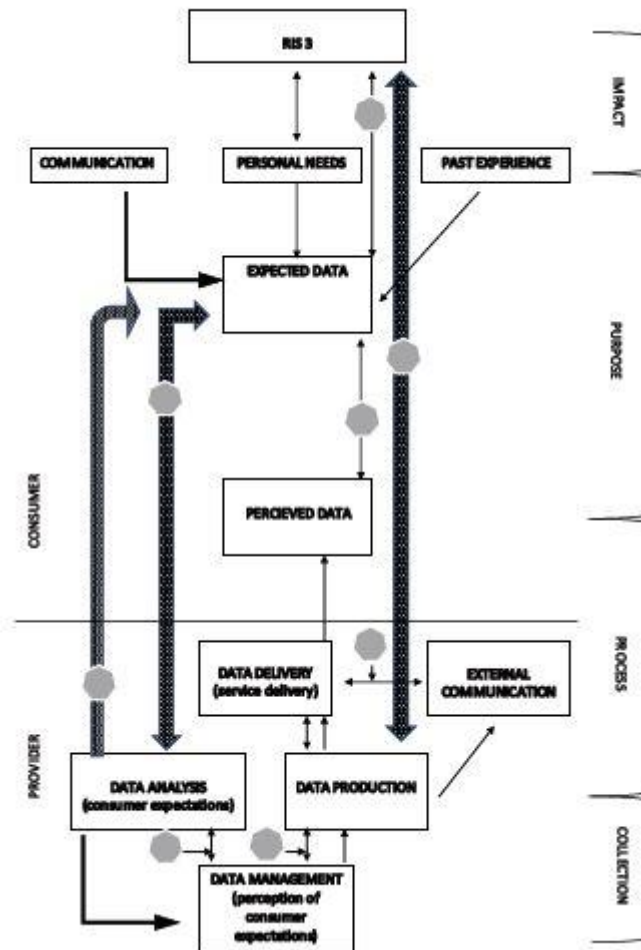 RIS 3
IMPACT
COMMUNICATION
PERSONAL NEEDS
PAST EXPERIENCE
EXPECTED DATA
PURPOSE
CONSUMER
PERCIEVED DATA
PROCESS
DATA DELIVERY
(service delivery)
EXTERNAL
COMMUNICATION
PROVIDER
DATA ANALYSIS
(consumer expectations)
DATA PRODUCTION
COLLECTION
DATA MANAGEMENT
(perception of
consumer
expectations)